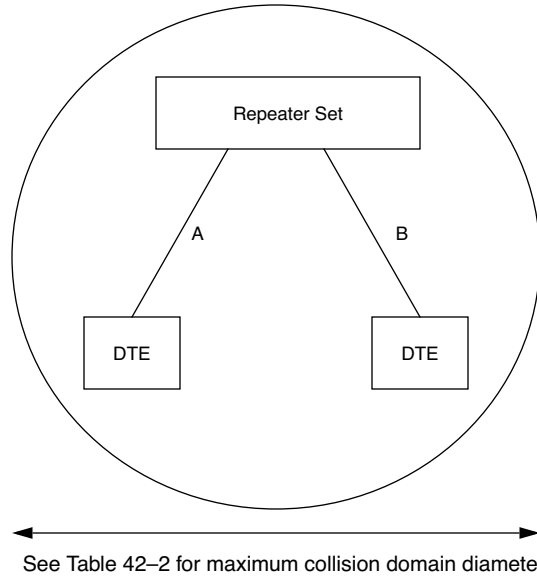 Repeater Set
A
B
DTE
DTE
See Table 42–2 for maximum collision domain diamete